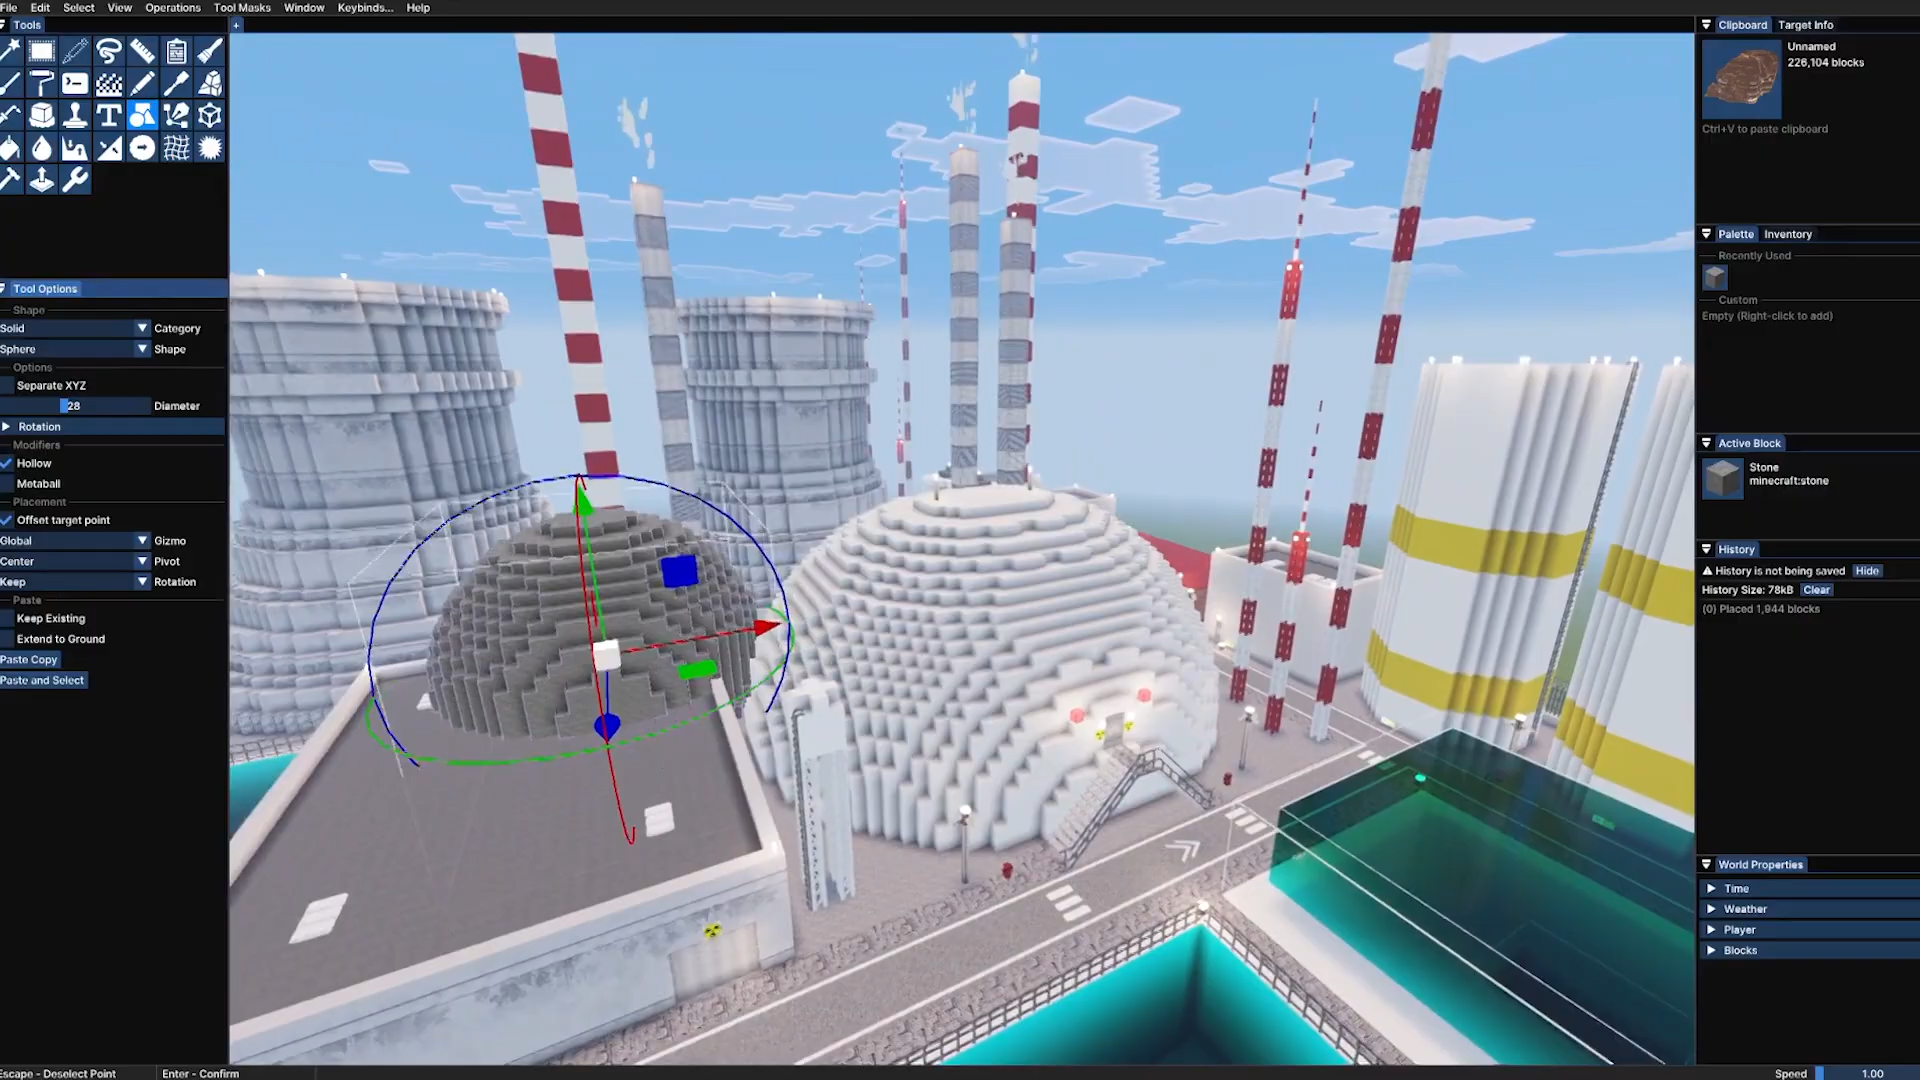 File Edit Select View Operations Tool Masks Window Keybinds... Help
Tools
+
Tool Options
Shape
Solid Category
Sphere Shape
Options
Separate XYZ
28 Diameter
Rotation
Modifiers
Hollow
Metaball
Placement
Offset target point
Global Gizmo
Center Pivot
Keep Rotation
Paste
Keep Existing
Extend to Ground
Paste Copy
Paste and Select
Escape - Deselect Point Enter - Confirm
Clipboard Target Info
Unnamed
226,104 blocks
Ctrl+V to paste clipboard
Palette Inventory
Recently Used
Custom
Empty (Right-click to add)
Active Block
Stone
minecraft:stone
History
History is not being saved Hide
History Size: 78kB Clear
(0) Placed 1,944 blocks
World Properties
Time
Weather
Player
Blocks
Speed 1.00